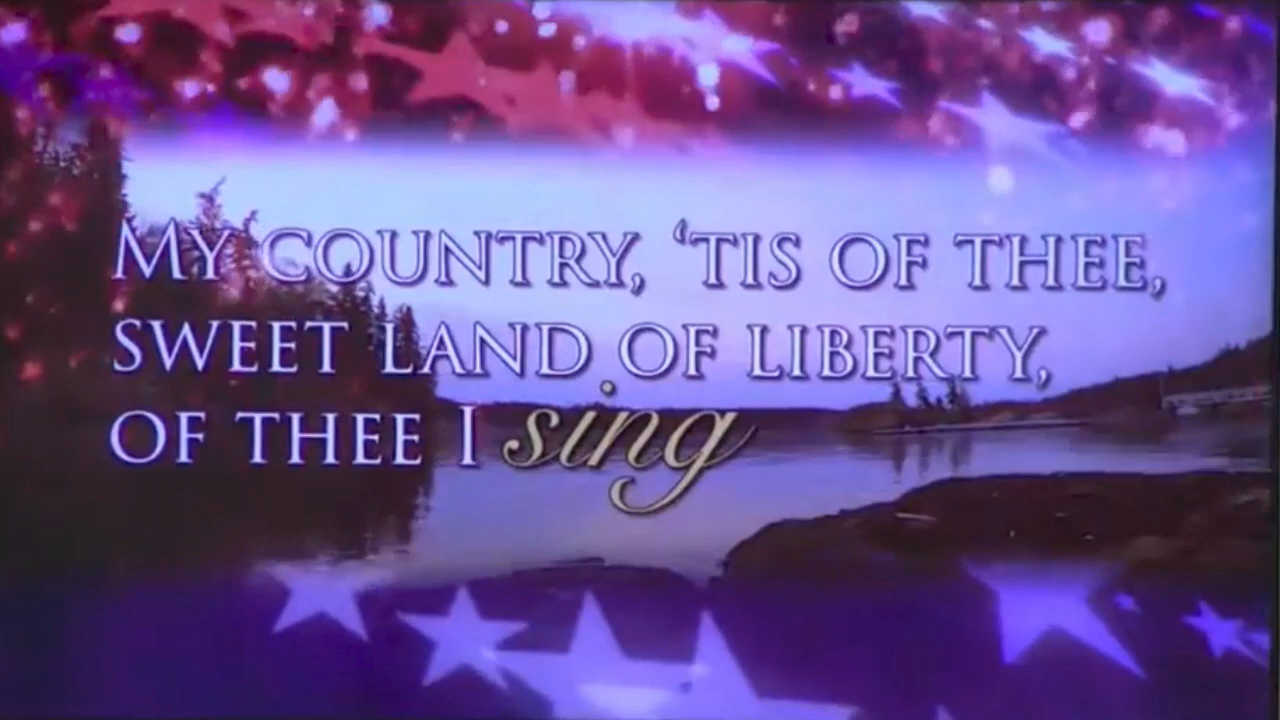 MY COUNTRY, ‘TIS OF THEE,
SWEET LAND OF LIBERTY,
OF THEE I sing